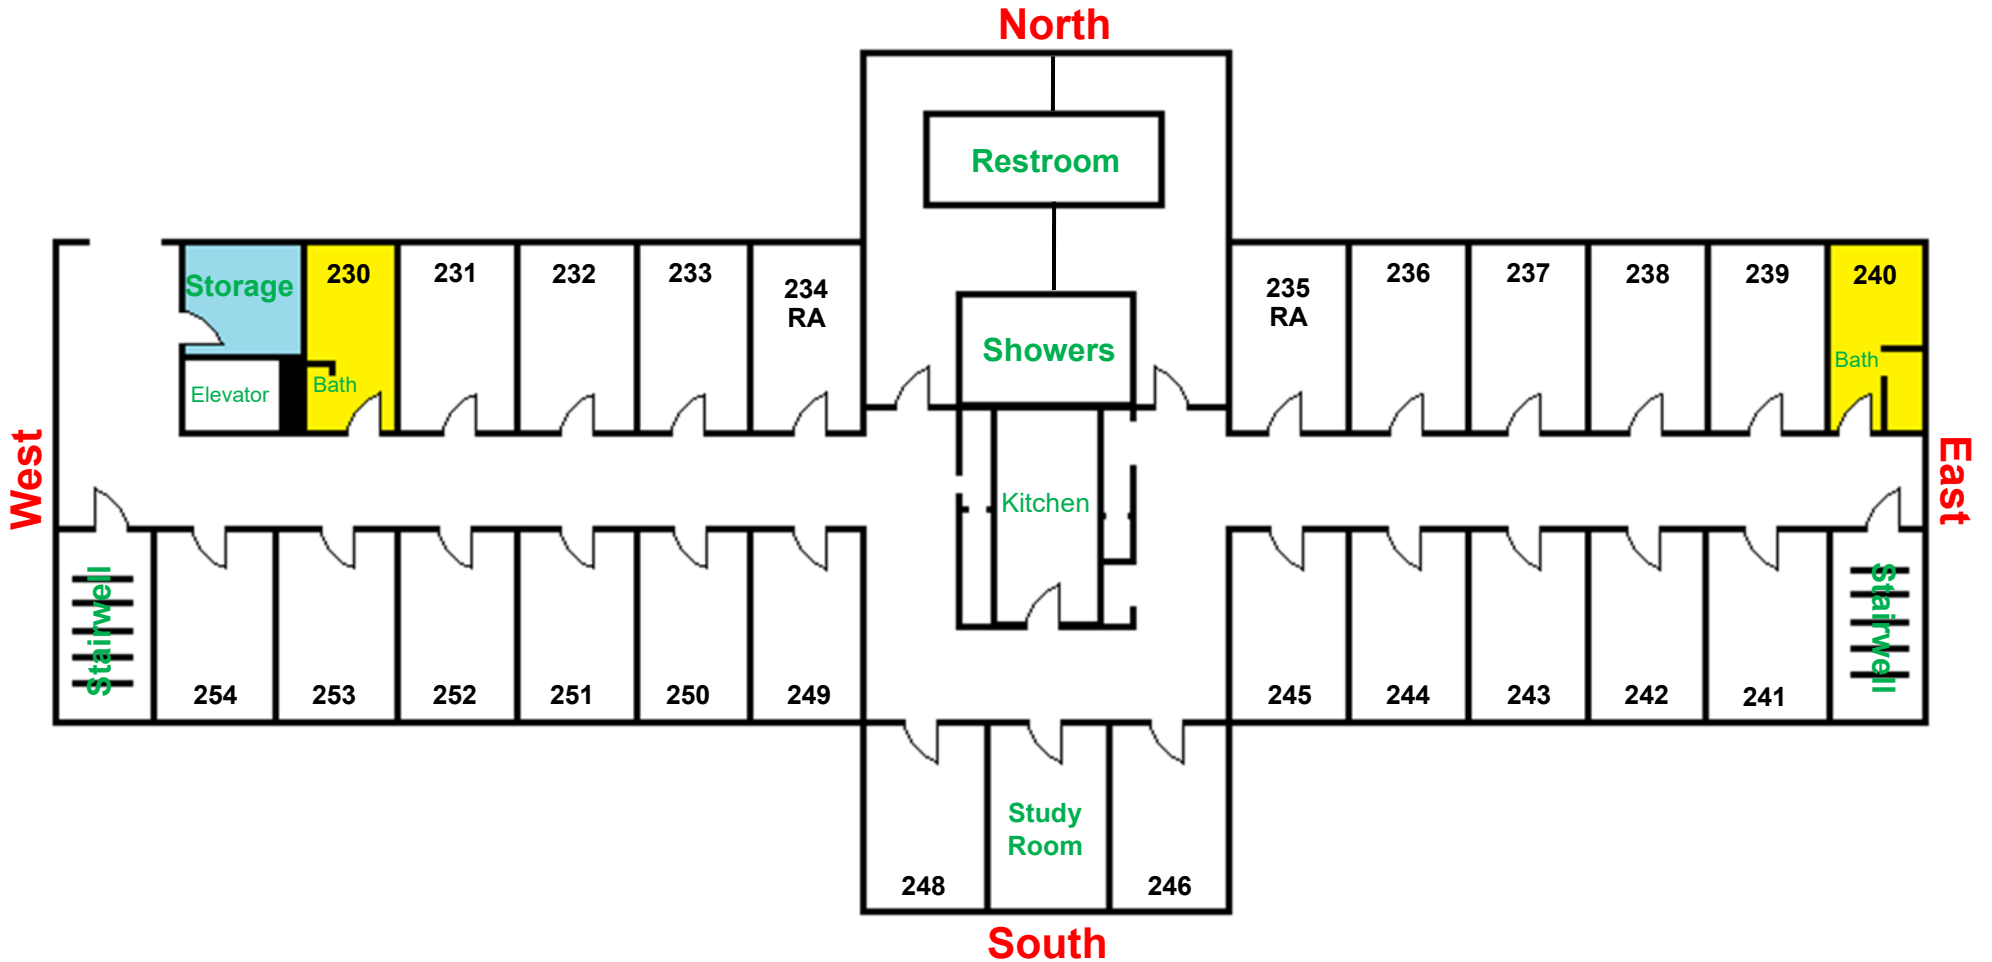 North
Restroom
Storage
230
231
232
233
234
RA
235
RA
236
237
238
239
240
Showers
Elevator
Bath
Bath
West
East
Kitchen
Stairwell
Stairwell
254
253
252
251
250
249
245
244
243
242
241
Study
Room
248
246
South